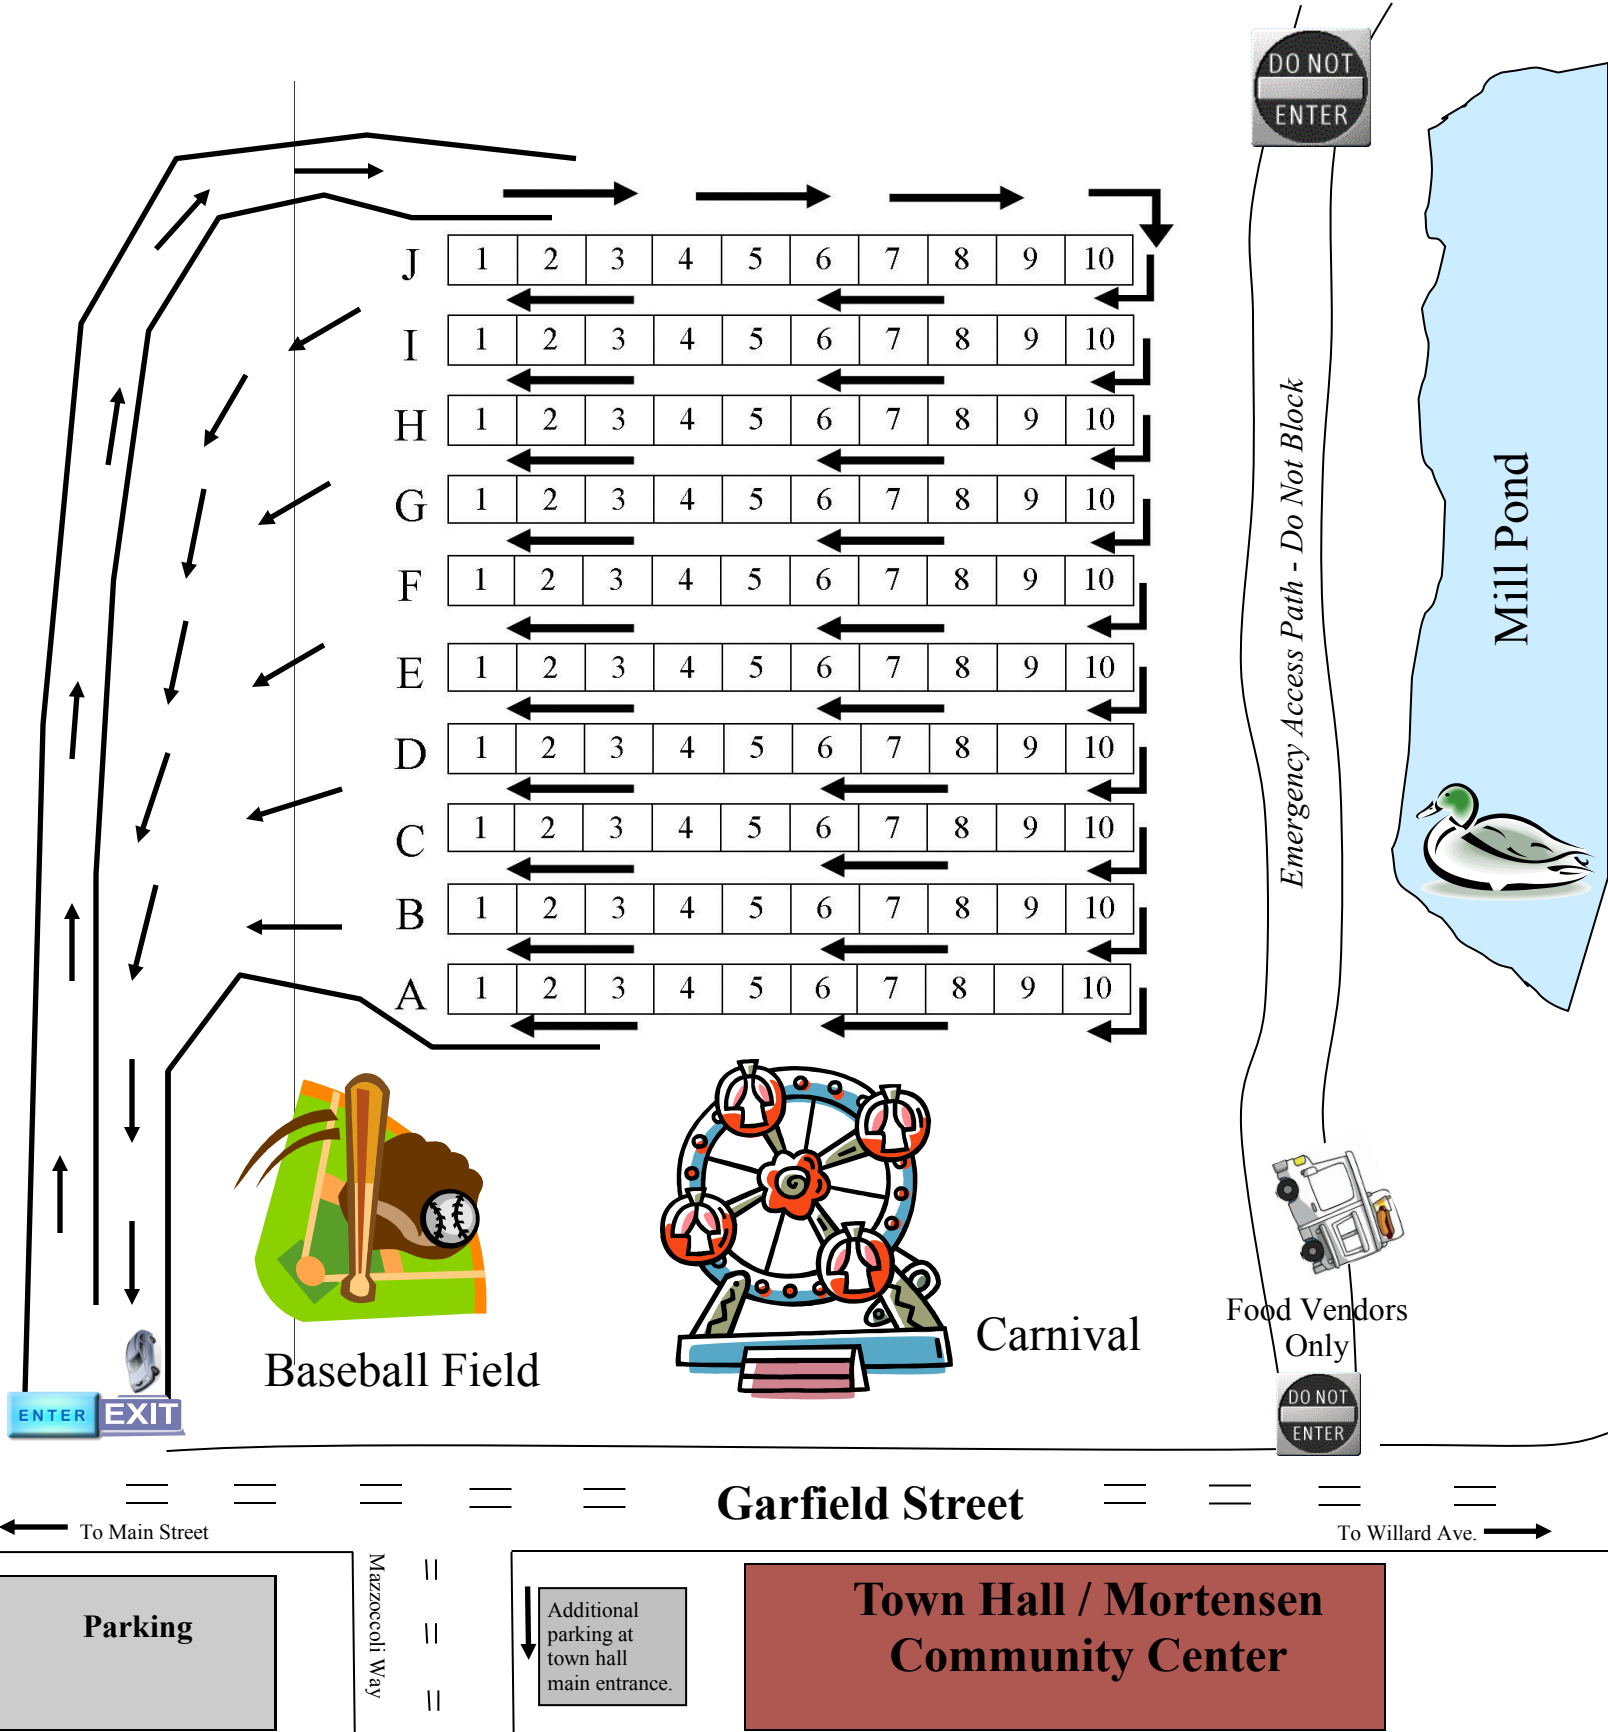 DO NOT
ENTER
J 1 2 3 4 5 6 7 8 9 10
I 1 2 3 4 5 6 7 8 9 10
H 1 2 3 4 5 6 7 8 9 10
G 1 2 3 4 5 6 7 8 9 10
F 1 2 3 4 5 6 7 8 9 10
E 1 2 3 4 5 6 7 8 9 10
D 1 2 3 4 5 6 7 8 9 10
C 1 2 3 4 5 6 7 8 9 10
B 1 2 3 4 5 6 7 8 9 10
A 1 2 3 4 5 6 7 8 9 10
Emergency Access Path - Do Not Block
Mill Pond
Food Vendors
Only
Carnival
Baseball Field
ENTER
EXIT
DO NOT
ENTER
Garfield Street
To Main Street
To Willard Ave.
Parking
Mazzoccoli Way
Additional
parking at
town hall
main entrance.
Town Hall / Mortensen
Community Center